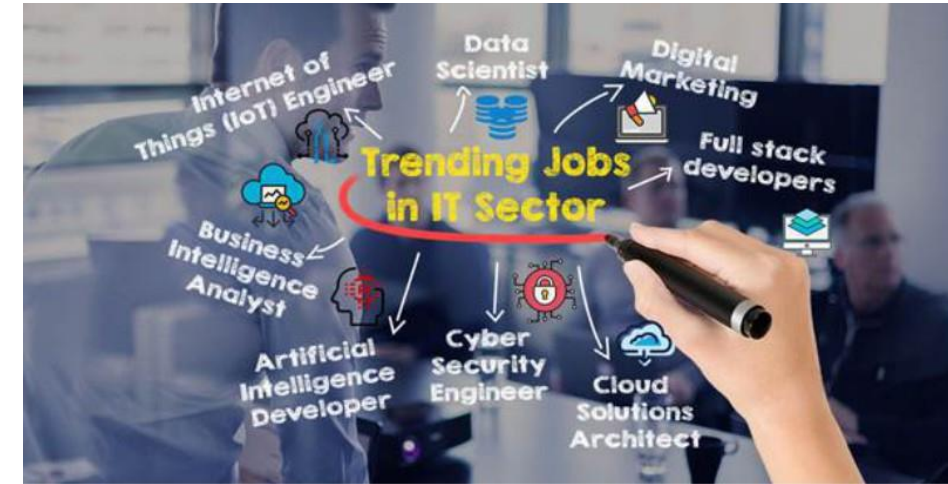 Trending Jobs
in IT Sector
Internet of
Things (IoT) Engineer
Data
Scientist
Digital
Marketing
Full stack
developers
Business
Intelligence
Analyst
Artificial
Intelligence
Developer
Cyber
Security
Engineer
Cloud
Solutions
Architect